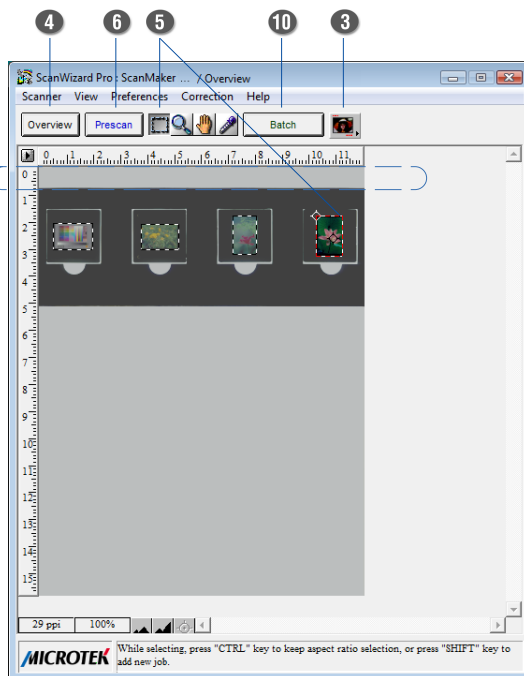 4 6 5 10 3
ScanWizard Pro : ScanMaker ... / Overview
Scanner View Preferences Correction Help
Overview Prescan Batch
0 1 2 3 4 5 6 7 8 9 10 11
0
1
2
3
4
5
6
7
8
9
10
11
12
13
14
15
29 ppi 100%
MICROTEK
While selecting, press "CTRL" key to keep aspect ratio selection, or press "SHIFT" key to
add new job.